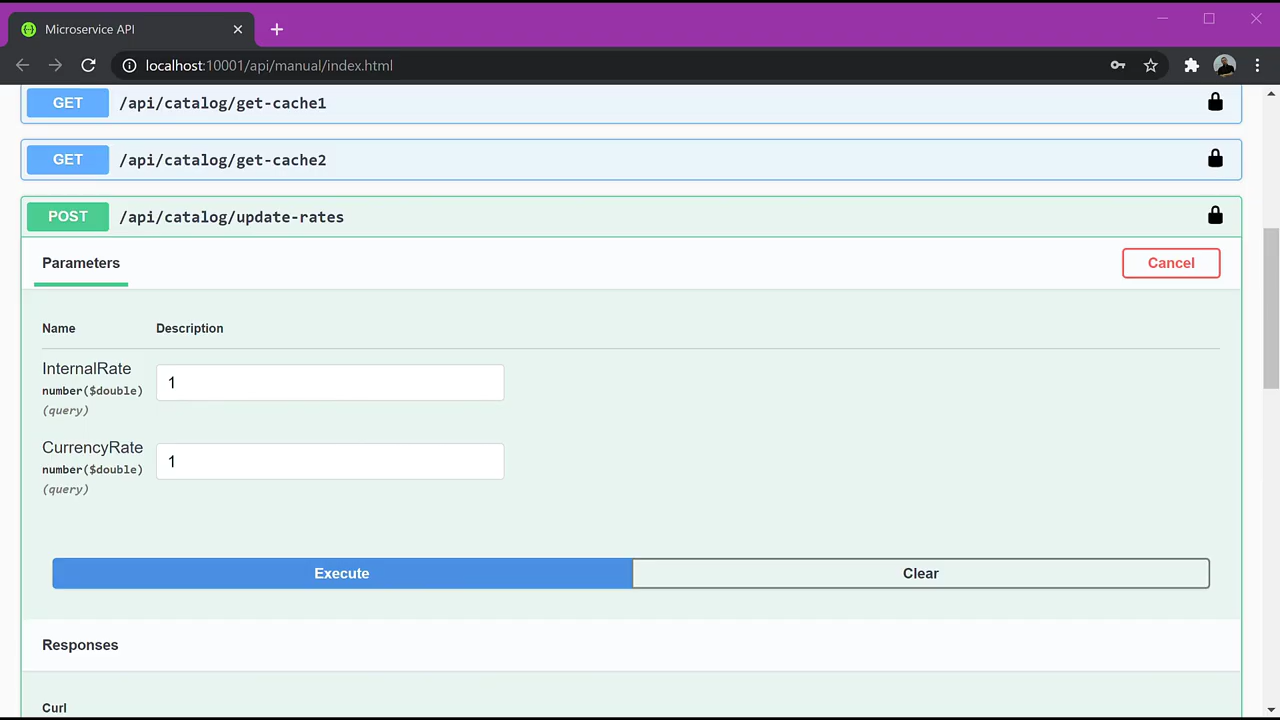 Microservice API
localhost:10001/api/manual/index.html
GET /api/catalog/get-cache1
GET /api/catalog/get-cache2
POST /api/catalog/update-rates
Parameters
Cancel
Name Description
InternalRate
number($double)
(query)
1
CurrencyRate
number($double)
(query)
1
Execute Clear
Responses
Curl